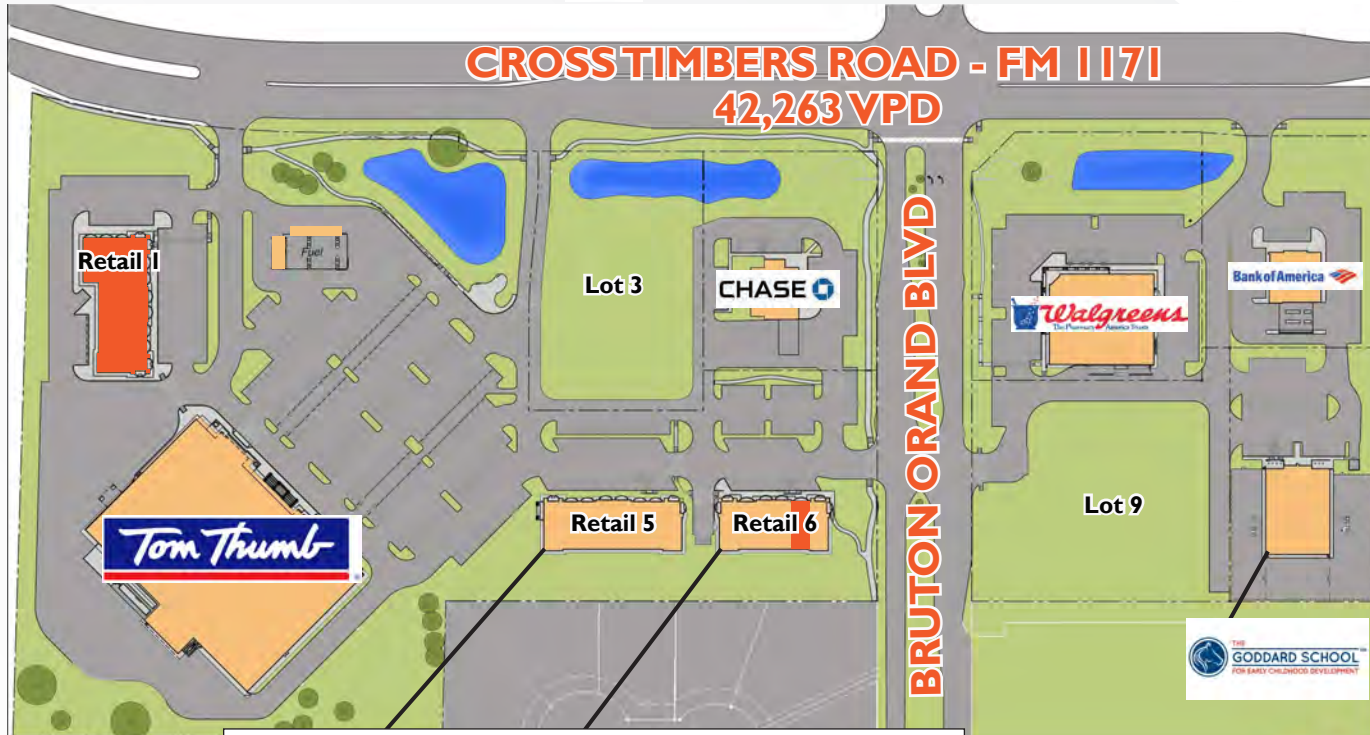 CROSS TIMBERS ROAD - FM 1171
42,263 VPD
BRUTON ORAND BLVD
Retail 1
Fuel
Lot 3
CHASE
Walgreens
The Pharmacy America Trusts
Bank of America
Tom Thumb
Retail 5
Retail 6
Lot 9
THE
GODDARD SCHOOL
FOR EARLY CHILDHOOD DEVELOPMENT